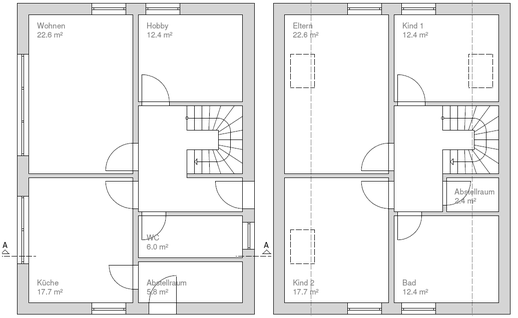 Wohnen
22.6 m²
Hobby
12.4 m²
WC
6.0 m²
Küche
17.7 m²
Abstellraum
5.8 m²
A
A
Eltern
22.6 m²
Kind 1
12.4 m²
Abstellraum
2.4 m²
Kind 2
17.7 m²
Bad
12.4 m²